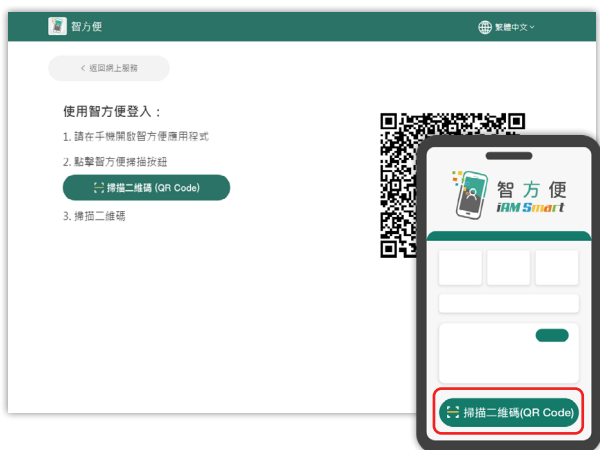 智方便
繁體中文
< 返回網上服務
使用智方便登入：
1. 請在手機開啟智方便應用程式
2. 點擊智方便掃描按鈕
掃描二維碼 (QR Code)
3. 掃描二維碼
智方便
iAM Smart
掃描二維碼(QR Code)